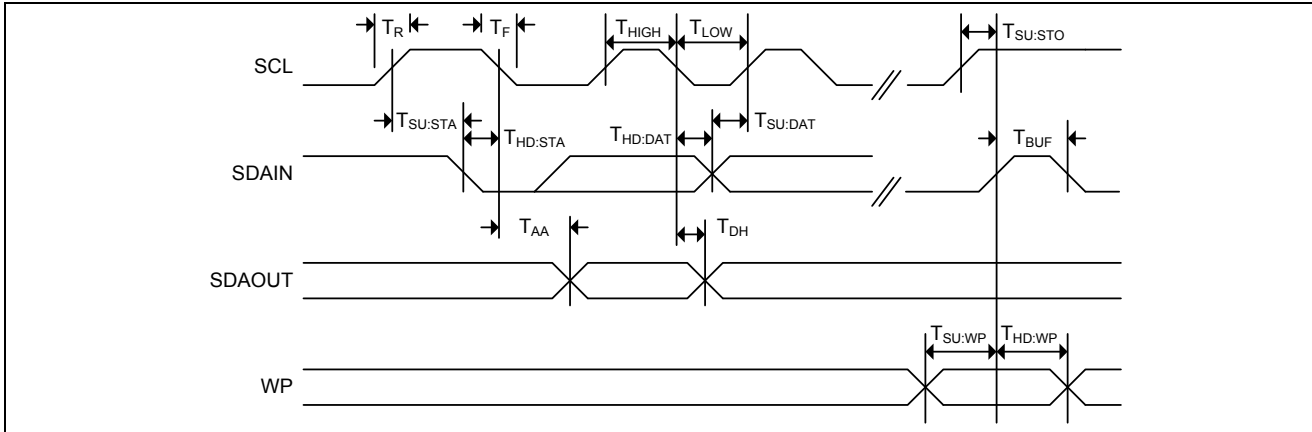 T_R T_F T_HIGH T_LOW T_SU:STO
SCL
T_SU:STA T_HD:STA T_HD:DAT T_SU:DAT T_BUF
SDAIN
T_AA T_DH
SDAOUT
T_SU:WP T_HD:WP
WP